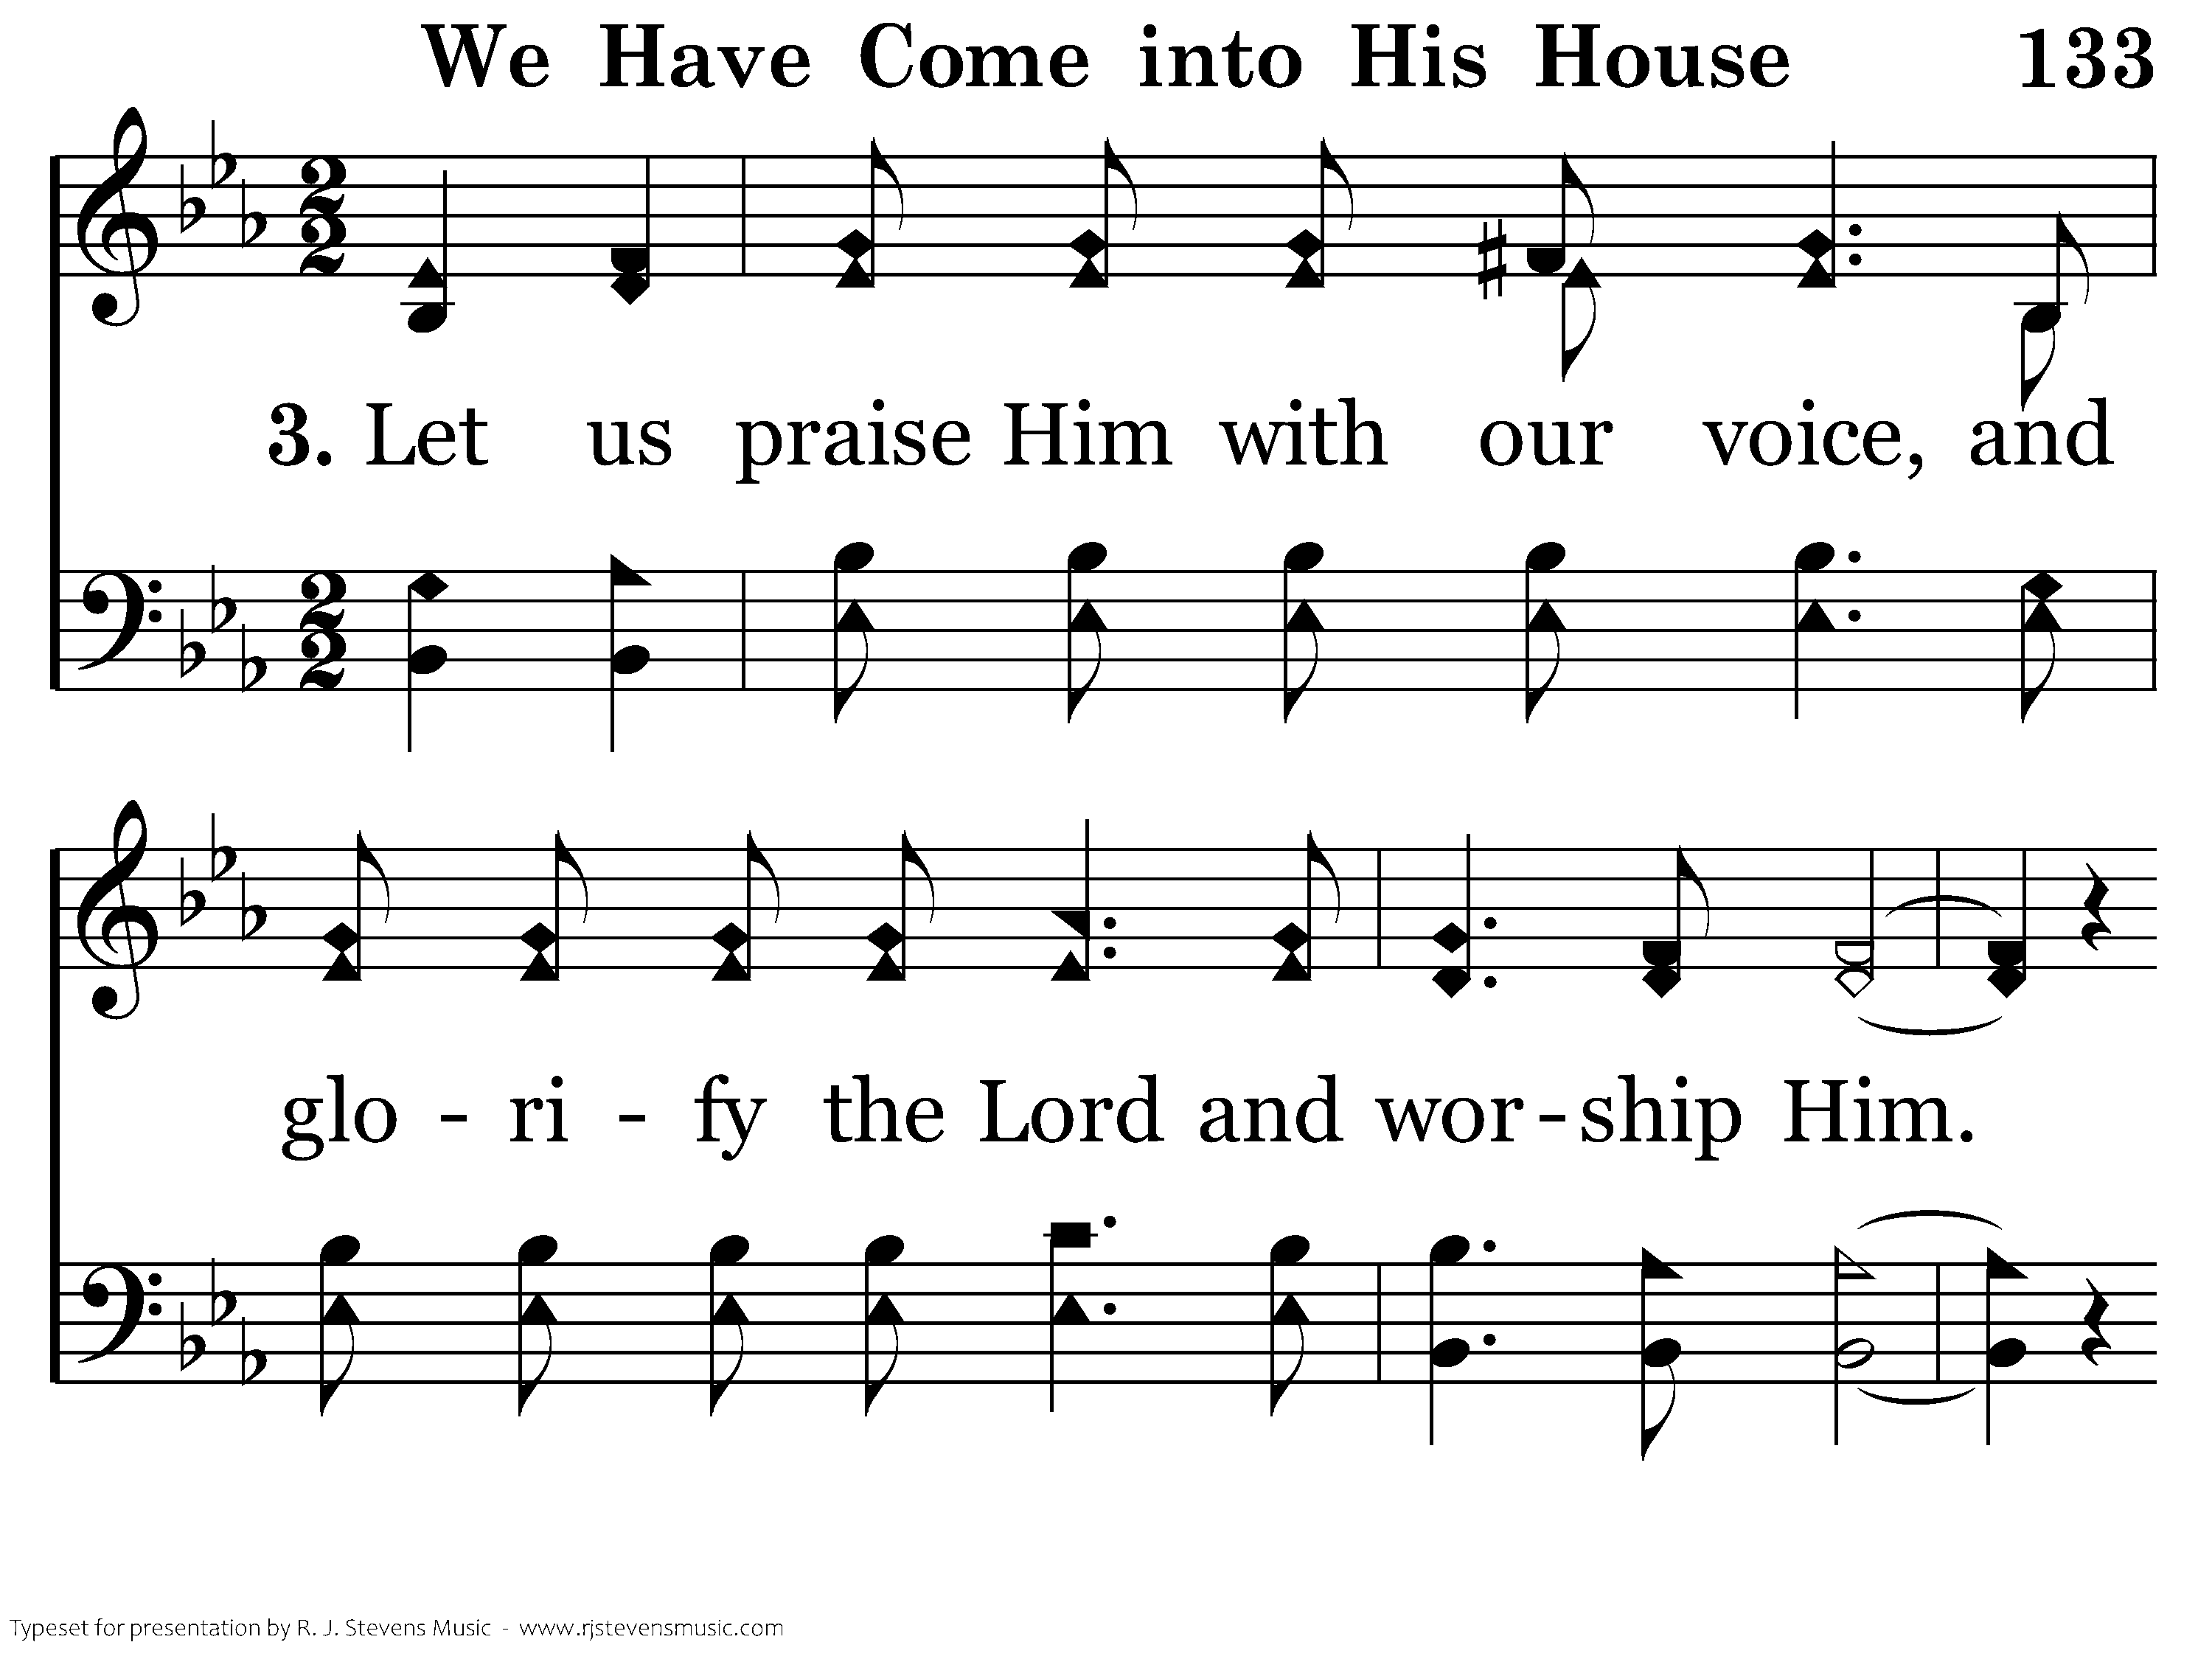 We Have Come into His House 133
3. Let us praise Him with our voice, and
glo - ri - fy the Lord and wor - ship Him.
Typeset for presentation by R. J. Stevens Music - www.rjstevensmusic.com